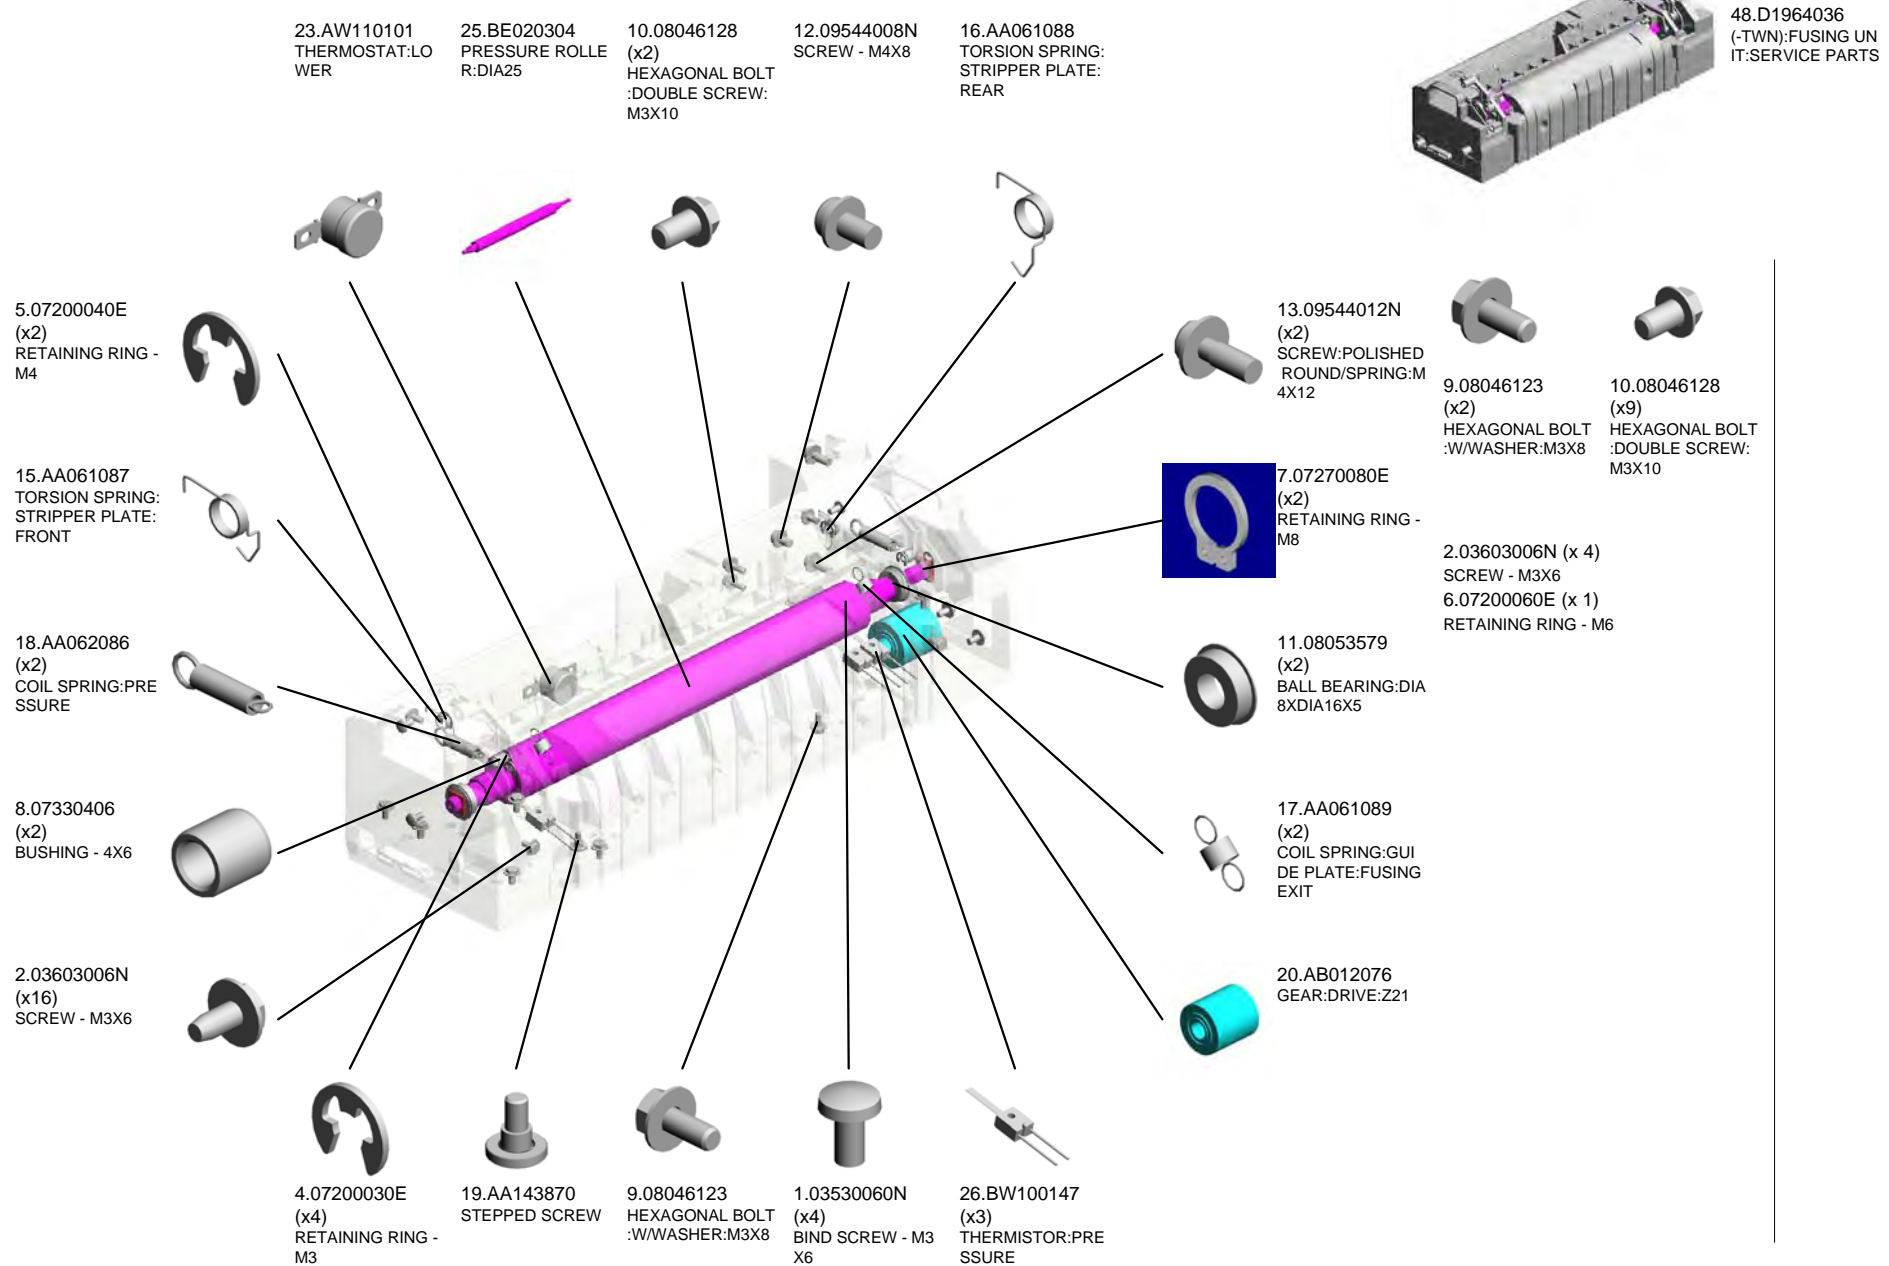 23.AW110101
THERMOSTAT:LO
WER
25.BE020304
PRESSURE ROLLE
R:DIA25
10.08046128
(x2)
HEXAGONAL BOLT
:DOUBLE SCREW:
M3X10
12.09544008N
SCREW - M4X8
16.AA061088
TORSION SPRING:
STRIPPER PLATE:
REAR
48.D1964036
(-TWN):FUSING UN
IT:SERVICE PARTS
5.07200040E
(x2)
RETAINING RING -
M4
15.AA061087
TORSION SPRING:
STRIPPER PLATE:
FRONT
18.AA062086
(x2)
COIL SPRING:PRE
SSURE
8.07330406
(x2)
BUSHING - 4X6
2.03603006N
(x16)
SCREW - M3X6
13.09544012N
(x2)
SCREW:POLISHED
ROUND/SPRING:M
4X12
7.07270080E
(x2)
RETAINING RING -
M8
11.08053579
(x2)
BALL BEARING:DIA
8XDIA16X5
17.AA061089
(x2)
COIL SPRING:GUI
DE PLATE:FUSING
EXIT
20.AB012076
GEAR:DRIVE:Z21
9.08046123
(x2)
HEXAGONAL BOLT
:W/WASHER:M3X8
10.08046128
(x9)
HEXAGONAL BOLT
:DOUBLE SCREW:
M3X10
2.03603006N (x 4)
SCREW - M3X6
6.07200060E (x 1)
RETAINING RING - M6
4.07200030E
(x4)
RETAINING RING -
M3
19.AA143870
STEPPED SCREW
9.08046123
HEXAGONAL BOLT
:W/WASHER:M3X8
1.03530060N
(x4)
BIND SCREW - M3
X6
26.BW100147
(x3)
THERMISTOR:PRE
SSURE